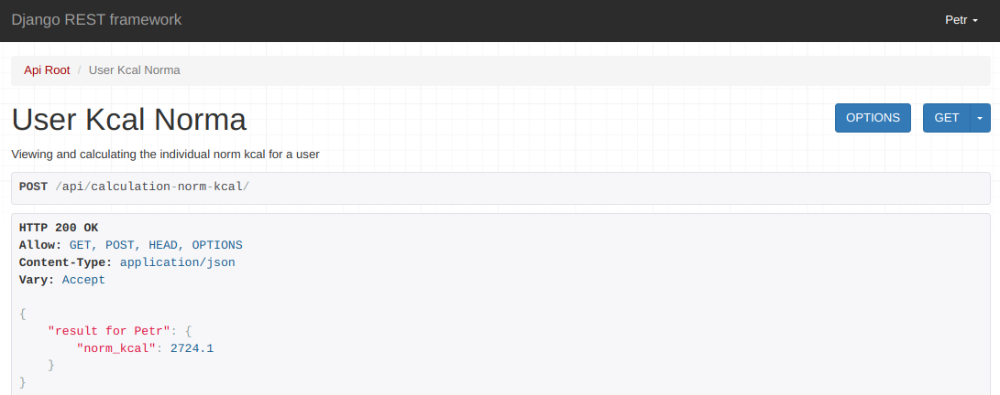 Django REST framework
Petr
Api Root / User Kcal Norma
User Kcal Norma
OPTIONS
GET
Viewing and calculating the individual norm kcal for a user
POST /api/calculation-norm-kcal/
HTTP 200 OK
Allow: GET, POST, HEAD, OPTIONS
Content-Type: application/json
Vary: Accept
{
    "result for Petr": {
        "norm_kcal": 2724.1
    }
}